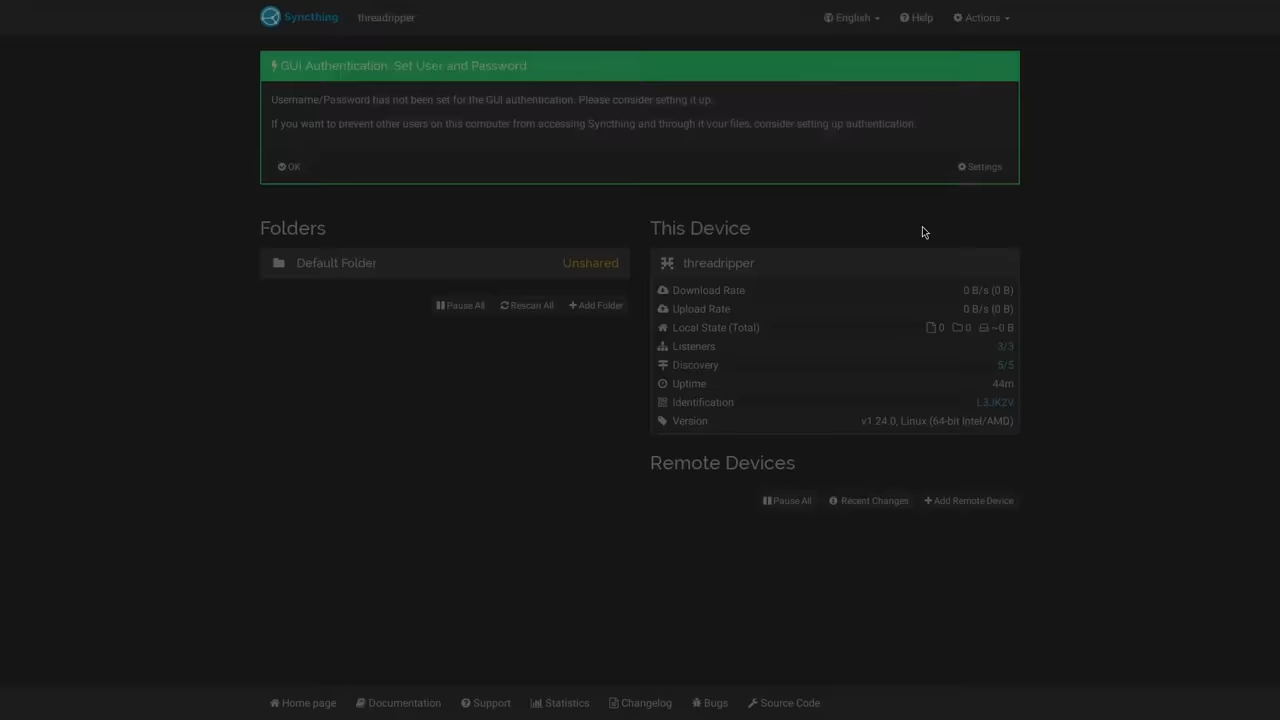 Syncthing threadripper English Help Actions
GUI Authentication: Set User and Password
Username/Password has not been set for the GUI authentication. Please consider setting it up.
If you want to prevent other users on this computer from accessing Syncthing and through it your files, consider setting up authentication.
OK Settings
Folders
Default Folder Unshared
Pause All Rescan All Add Folder
This Device
threadripper
Download Rate 0 B/s (0 B)
Upload Rate 0 B/s (0 B)
Local State (Total) 0 0 ~0 B
Listeners 3/3
Discovery 5/5
Uptime 44m
Identification L3JK2V
Version v1.24.0, Linux (64-bit Intel/AMD)
Remote Devices
Pause All Recent Changes Add Remote Device
Home page Documentation Support Statistics Changelog Bugs Source Code